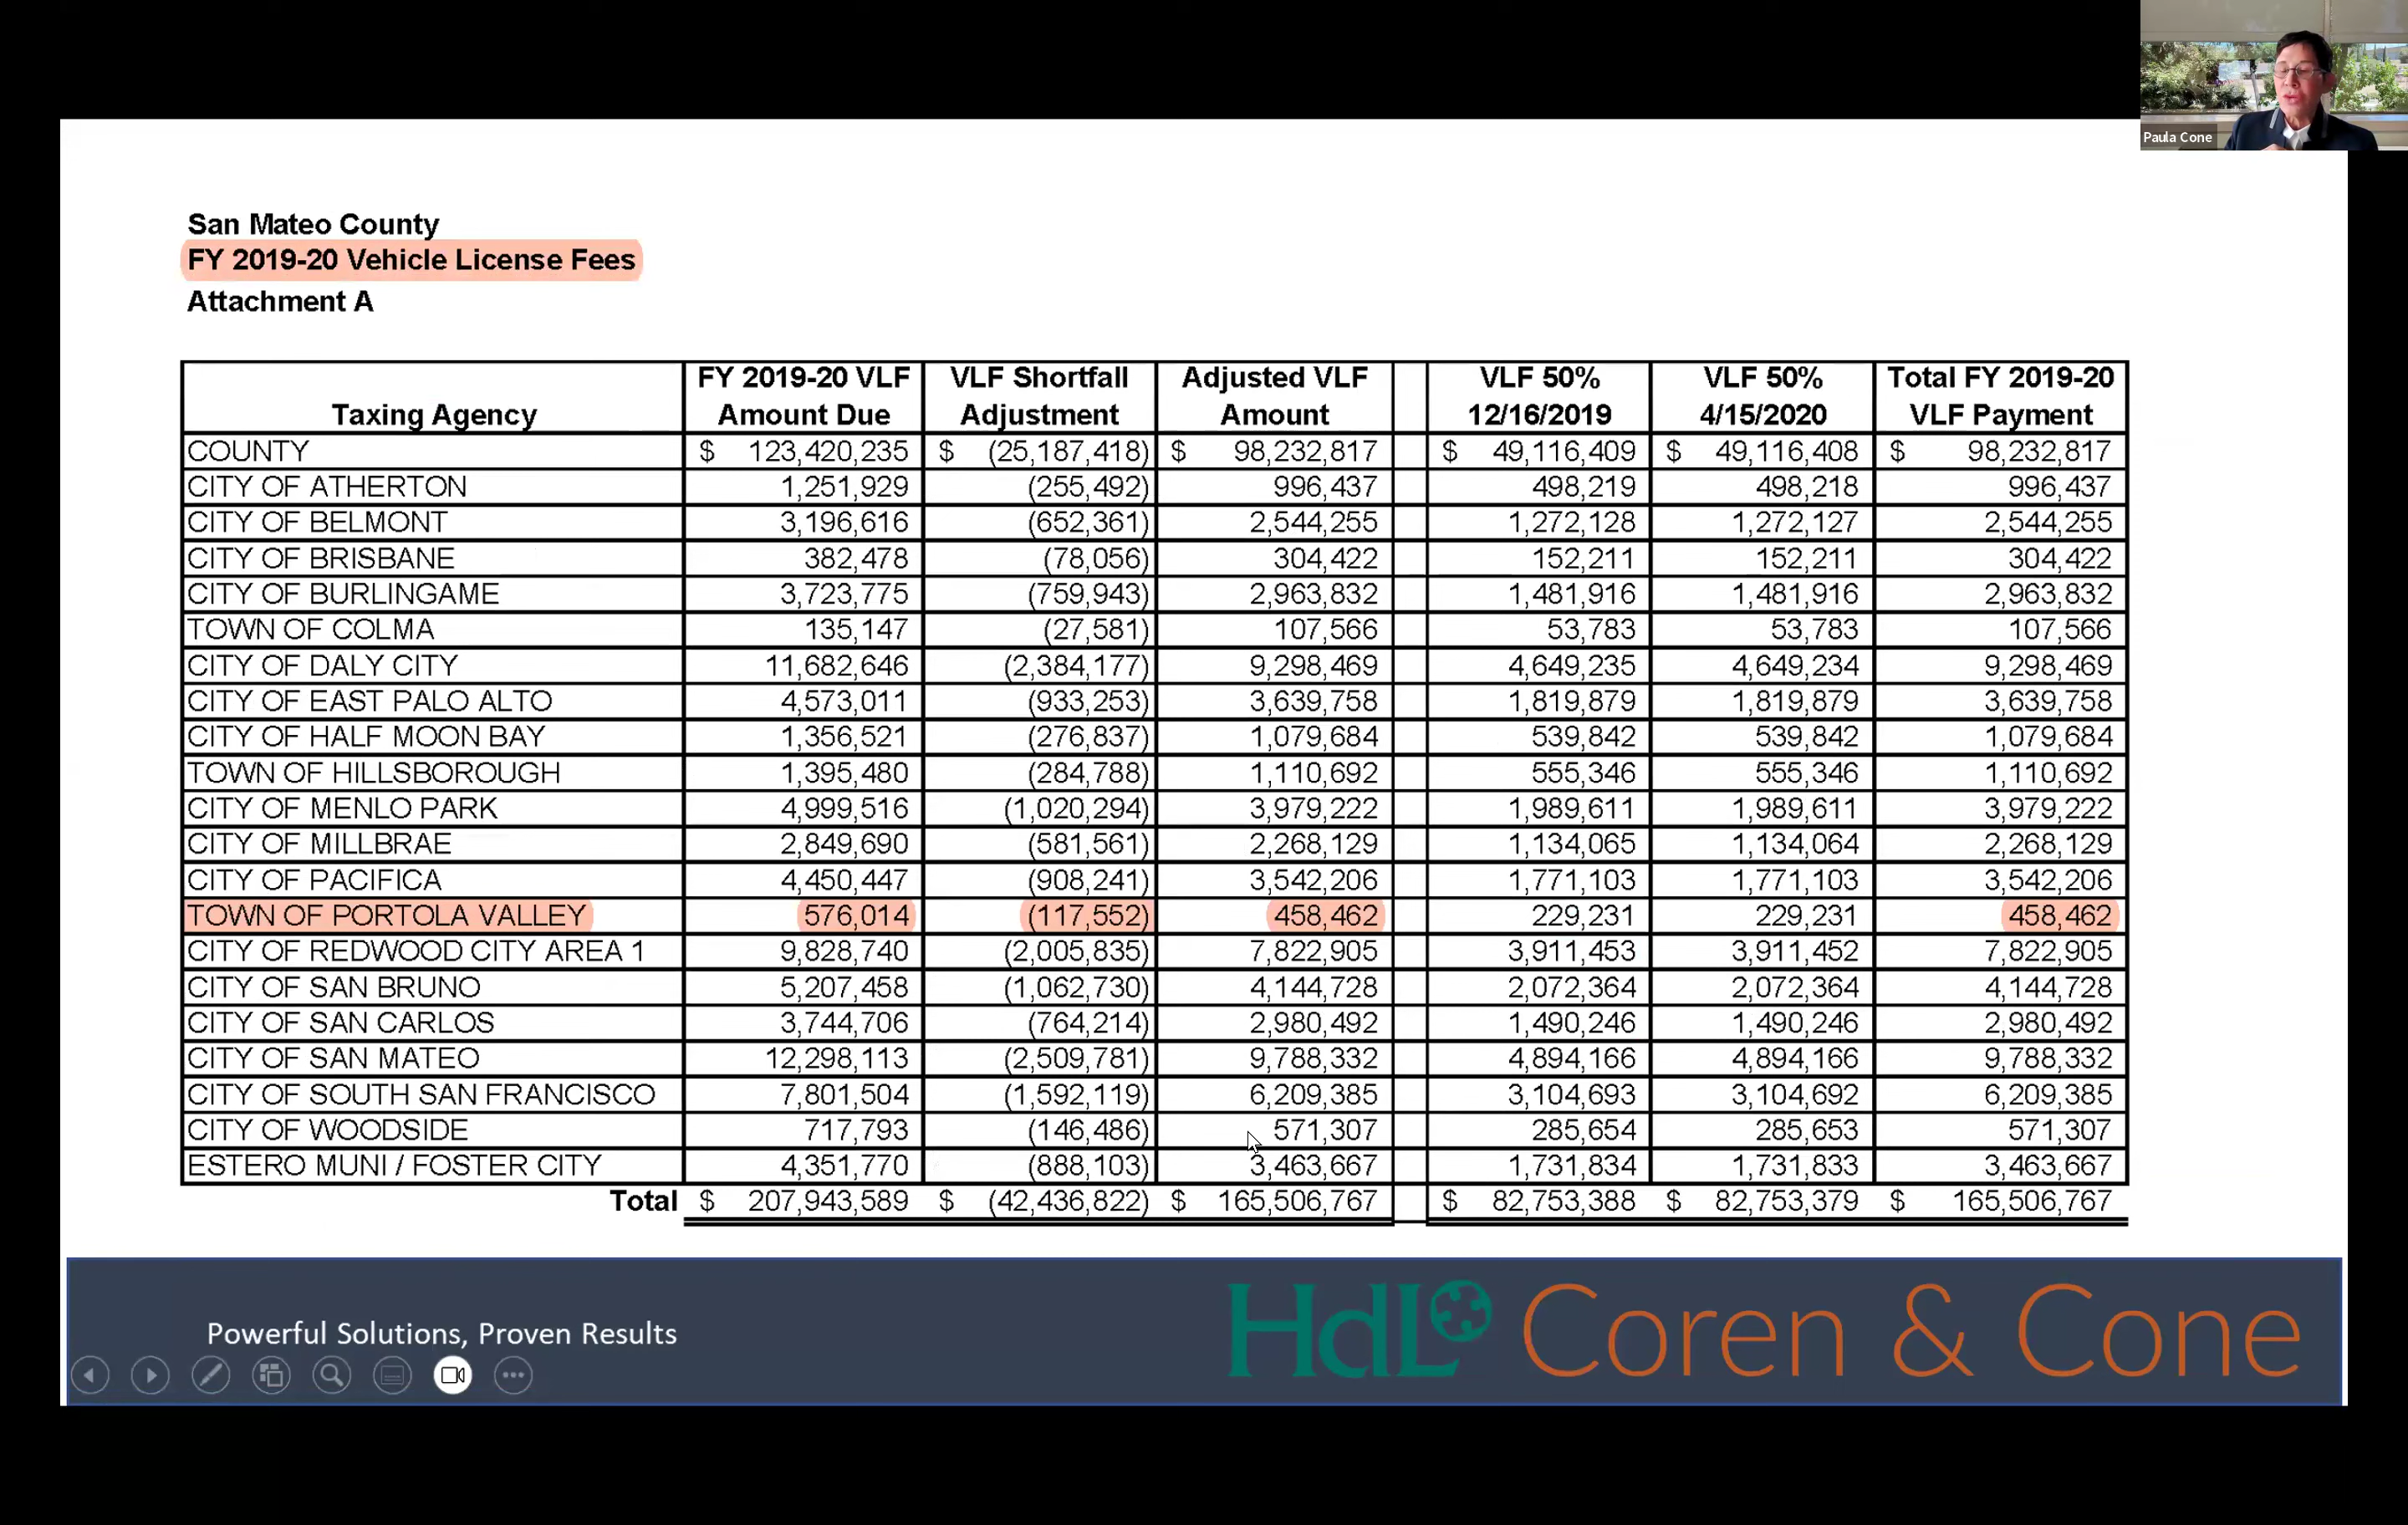 Paula Cone
San Mateo County
FY 2019-20 Vehicle License Fees
Attachment A
Taxing Agency FY 2019-20 VLF Amount Due VLF Shortfall Adjustment Adjusted VLF Amount VLF 50% 12/16/2019 VLF 50% 4/15/2020 Total FY 2019-20 VLF Payment
COUNTY $ 123,420,235 $ (25,187,418) $ 98,232,817 $ 49,116,409 $ 49,116,408 $ 98,232,817
CITY OF ATHERTON 1,251,929 (255,492) 996,437 498,219 498,218 996,437
CITY OF BELMONT 3,196,616 (652,361) 2,544,255 1,272,128 1,272,127 2,544,255
CITY OF BRISBANE 382,478 (78,056) 304,422 152,211 152,211 304,422
CITY OF BURLINGAME 3,723,775 (759,943) 2,963,832 1,481,916 1,481,916 2,963,832
TOWN OF COLMA 135,147 (27,581) 107,566 53,783 53,783 107,566
CITY OF DALY CITY 11,682,646 (2,384,177) 9,298,469 4,649,235 4,649,234 9,298,469
CITY OF EAST PALO ALTO 4,573,011 (933,253) 3,639,758 1,819,879 1,819,879 3,639,758
CITY OF HALF MOON BAY 1,356,521 (276,837) 1,079,684 539,842 539,842 1,079,684
TOWN OF HILLSBOROUGH 1,395,480 (284,788) 1,110,692 555,346 555,346 1,110,692
CITY OF MENLO PARK 4,999,516 (1,020,294) 3,979,222 1,989,611 1,989,611 3,979,222
CITY OF MILLBRAE 2,849,690 (581,561) 2,268,129 1,134,065 1,134,064 2,268,129
CITY OF PACIFICA 4,450,447 (908,241) 3,542,206 1,771,103 1,771,103 3,542,206
TOWN OF PORTOLA VALLEY 576,014 (117,552) 458,462 229,231 229,231 458,462
CITY OF REDWOOD CITY AREA 1 9,828,740 (2,005,835) 7,822,905 3,911,453 3,911,452 7,822,905
CITY OF SAN BRUNO 5,207,458 (1,062,730) 4,144,728 2,072,364 2,072,364 4,144,728
CITY OF SAN CARLOS 3,744,706 (764,214) 2,980,492 1,490,246 1,490,246 2,980,492
CITY OF SAN MATEO 12,298,113 (2,509,781) 9,788,332 4,894,166 4,894,166 9,788,332
CITY OF SOUTH SAN FRANCISCO 7,801,504 (1,592,119) 6,209,385 3,104,693 3,104,692 6,209,385
CITY OF WOODSIDE 717,793 (146,486) 571,307 285,654 285,653 571,307
ESTERO MUNI / FOSTER CITY 4,351,770 (888,103) 3,463,667 1,731,834 1,731,833 3,463,667
Total $ 207,943,589 $ (42,436,822) $ 165,506,767 $ 82,753,388 $ 82,753,379 $ 165,506,767
Powerful Solutions, Proven Results
HdL Coren & Cone